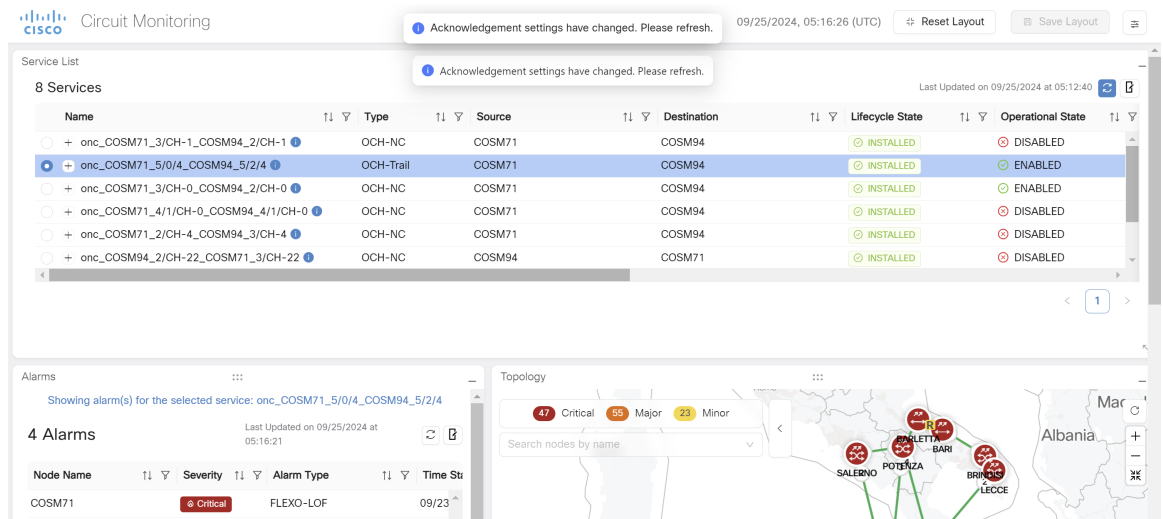 CISCO
Circuit Monitoring
Acknowledgement settings have changed. Please refresh.
09/25/2024, 05:16:26 (UTC)
Reset Layout
Save Layout
Acknowledgement settings have changed. Please refresh.
Service List
8 Services
Last Updated on 09/25/2024 at 05:12:40
Name Type Source Destination Lifecycle State Operational State
onc_COSM71_3/CH-1_COSM94_2/CH-1 OCH-NC COSM71 COSM94 INSTALLED DISABLED
onc_COSM71_5/0/4_COSM94_5/2/4 OCH-Trail COSM71 COSM94 INSTALLED ENABLED
onc_COSM71_3/CH-0_COSM94_2/CH-0 OCH-NC COSM71 COSM94 INSTALLED ENABLED
onc_COSM71_4/1/CH-0_COSM94_4/1/CH-0 OCH-NC COSM71 COSM94 INSTALLED DISABLED
onc_COSM71_2/CH-4_COSM94_3/CH-4 OCH-NC COSM71 COSM94 INSTALLED DISABLED
onc_COSM94_2/CH-22_COSM71_3/CH-22 OCH-NC COSM94 COSM71 INSTALLED DISABLED
1
Alarms
Showing alarm(s) for the selected service: onc_COSM71_5/0/4_COSM94_5/2/4
4 Alarms
Last Updated on 09/25/2024 at
05:16:21
Node Name Severity Alarm Type Time Sta
COSM71 Critical FLEXO-LOF 09/23
Topology
47 Critical 55 Major 23 Minor
Search nodes by name
R
BARLETTA
BARI
Albania
SALERNO
POTENZA
BRINDISI
LECCE